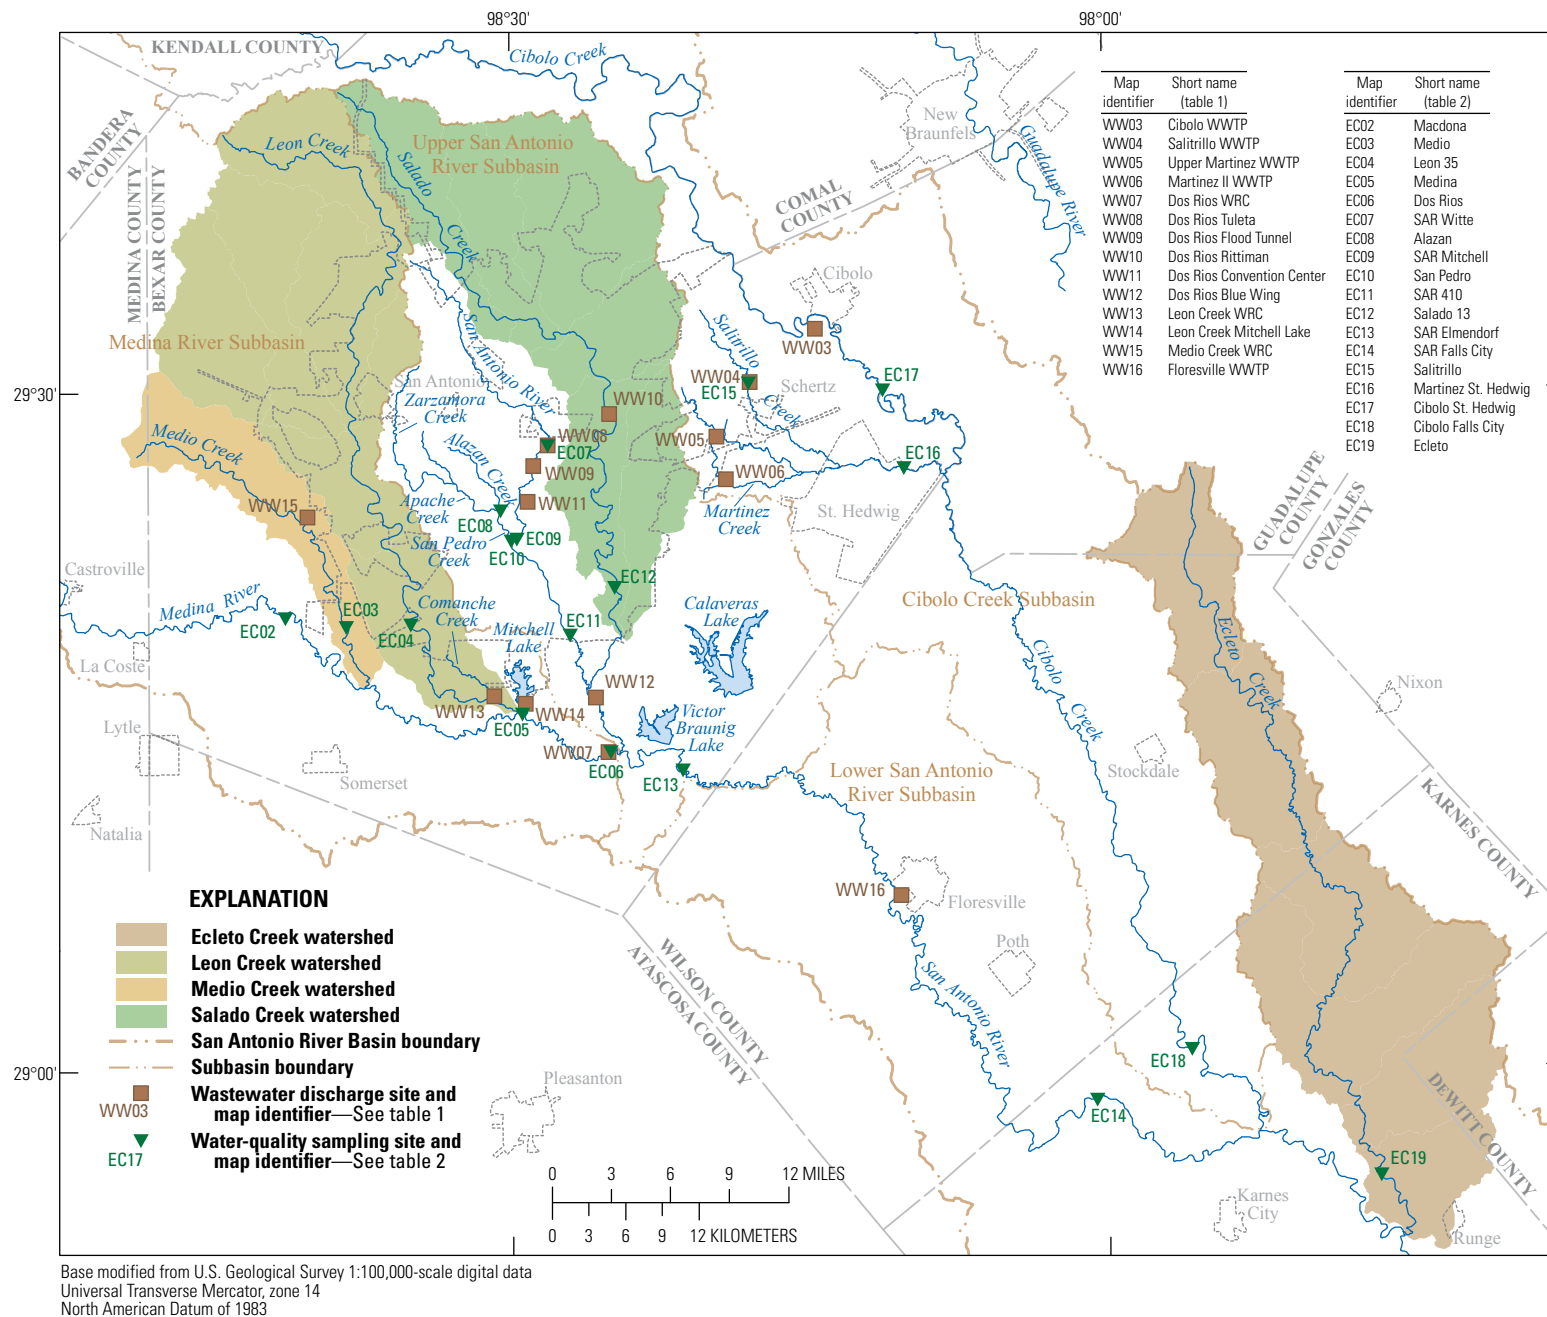 98°30'
98°00'
KENDALL COUNTY
Cibolo Creek
BANDERA
COUNTY
MEDINA COUNTY
BEXAR COUNTY
Leon Creek
Salado
Creek
Upper San Antonio
River Subbasin
New
Braunfels
Guadalupe River
COMAL
COUNTY
Map
identifier
Short name
(table 1)
WW03 Cibolo WWTP
WW04 Salitrillo WWTP
WW05 Upper Martinez WWTP
WW06 Martinez II WWTP
WW07 Dos Rios WRC
WW08 Dos Rios Tuleta
WW09 Dos Rios Flood Tunnel
WW10 Dos Rios Rittiman
WW11 Dos Rios Convention Center
WW12 Dos Rios Blue Wing
WW13 Leon Creek WRC
WW14 Leon Creek Mitchell Lake
WW15 Medio Creek WRC
WW16 Floresville WWTP
Map
identifier
Short name
(table 2)
EC02 Macdona
EC03 Medio
EC04 Leon 35
EC05 Medina
EC06 Dos Rios
EC07 SAR Witte
EC08 Alazan
EC09 SAR Mitchell
EC10 San Pedro
EC11 SAR 410
EC12 Salado 13
EC13 SAR Elmendorf
EC14 SAR Falls City
EC15 Salitrillo
EC16 Martinez St. Hedwig
EC17 Cibolo St. Hedwig
EC18 Cibolo Falls City
EC19 Ecleto
Cibolo
WW03
Medina River Subbasin
San Antonio River
Salitrillo
Creek
29°30'
San Antonio
Zarzamora
Creek
WW04
EC15
Schertz
EC17
WW10
WW08
EC07
WW05
Medio Creek
Alazan Creek
WW09
WW06
EC16
WW15
Apache
Creek
WW11
EC08
Martinez
Creek
St. Hedwig
GUADALUPE
COUNTY
GONZALES
COUNTY
San Pedro
Creek
EC09
EC10
Castroville
EC12
Medina River
EC02
EC03
EC04
Comanche
Creek
Mitchell
Lake
EC11
Calaveras
Lake
Cibolo Creek Subbasin
Ecleto
Creek
Cibolo
Creek
La Coste
WW13
WW14
EC05
WW12
Victor
Braunig
Lake
Nixon
Lytle
WW07
EC06
EC13
Somerset
Lower San Antonio
River Subbasin
Stockdale
Natalia
KARNES COUNTY
WW16
Floresville
Poth
WILSON COUNTY
ATASCOSA COUNTY
San Antonio River
EXPLANATION
Ecleto Creek watershed
Leon Creek watershed
Medio Creek watershed
Salado Creek watershed
San Antonio River Basin boundary
Subbasin boundary
Wastewater discharge site and
map identifier—See table 1
WW03
Water-quality sampling site and
map identifier—See table 2
EC17
29°00'
Pleasanton
EC18
EC14
DEWITT COUNTY
EC19
Karnes
City
Runge
0 3 6 9 12 MILES
0 3 6 9 12 KILOMETERS
Base modified from U.S. Geological Survey 1:100,000-scale digital data
Universal Transverse Mercator, zone 14
North American Datum of 1983